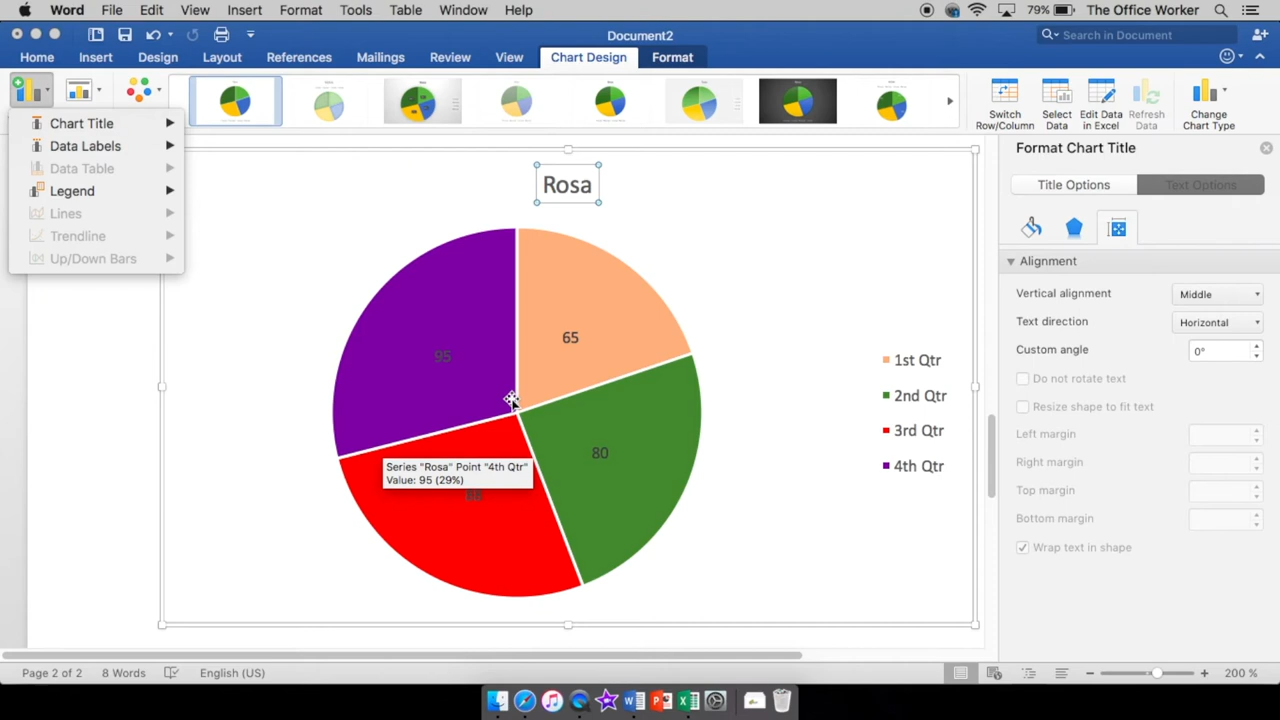 Word File Edit View Insert Format Tools Table Window Help 79% The Office Worker
Document2
Search in Document
Home Insert Design Layout References Mailings Review View Chart Design Format
Switch Row/Column
Select Data
Edit Data in Excel
Refresh Data
Change Chart Type
Chart Title
Data Labels
Data Table
Legend
Lines
Trendline
Up/Down Bars
Rosa
65
95
80
88
Series "Rosa" Point "4th Qtr"
Value: 95 (29%)
1st Qtr
2nd Qtr
3rd Qtr
4th Qtr
Format Chart Title
Title Options Text Options
Alignment
Vertical alignment Middle
Text direction Horizontal
Custom angle 0°
Do not rotate text
Resize shape to fit text
Left margin
Right margin
Top margin
Bottom margin
Wrap text in shape
Page 2 of 2 8 Words English (US) 200 %